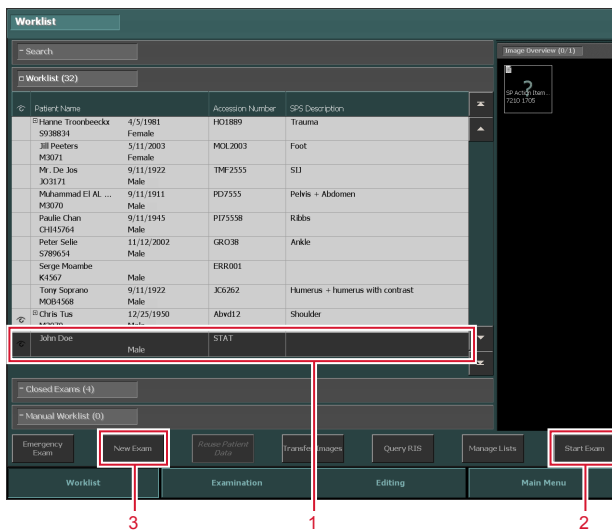 Worklist
Search
Image Overview (0/1)
Worklist (32)
?
SP Action Item...
7210 1705
Patient Name Accession Number SPS Description
Hanne Troonbeeckx 4/5/1981 HO1889 Trauma
S938834 Female
Jill Peeters 5/11/2003 MOL2003 Foot
M3071 Female
Mr. De Jos 9/11/1922 TMF2555 SIJ
JO3171 Male
Muhammad El AL ... 9/11/1911 PD7555 Pelvis + Abdomen
M3070 Male
Paulie Chan 9/11/1945 PI75558 Ribbs
CHI45764 Male
Peter Selie 11/12/2002 GRO38 Ankle
S789654 Male
Serge Moambe ERR001
K4567 Male
Tony Soprano 9/11/1922 JC6262 Humerus + humerus with contrast
MOB4568 Male
Chris Tus 12/25/1950 Abvd12 Shoulder
John Doe STAT
Male
Closed Exams (4)
Manual Worklist (0)
Emergency Exam New Exam Reuse Patient Data Transfer Images Query RIS Manage Lists Start Exam
Worklist Examination Editing Main Menu
3 1 2